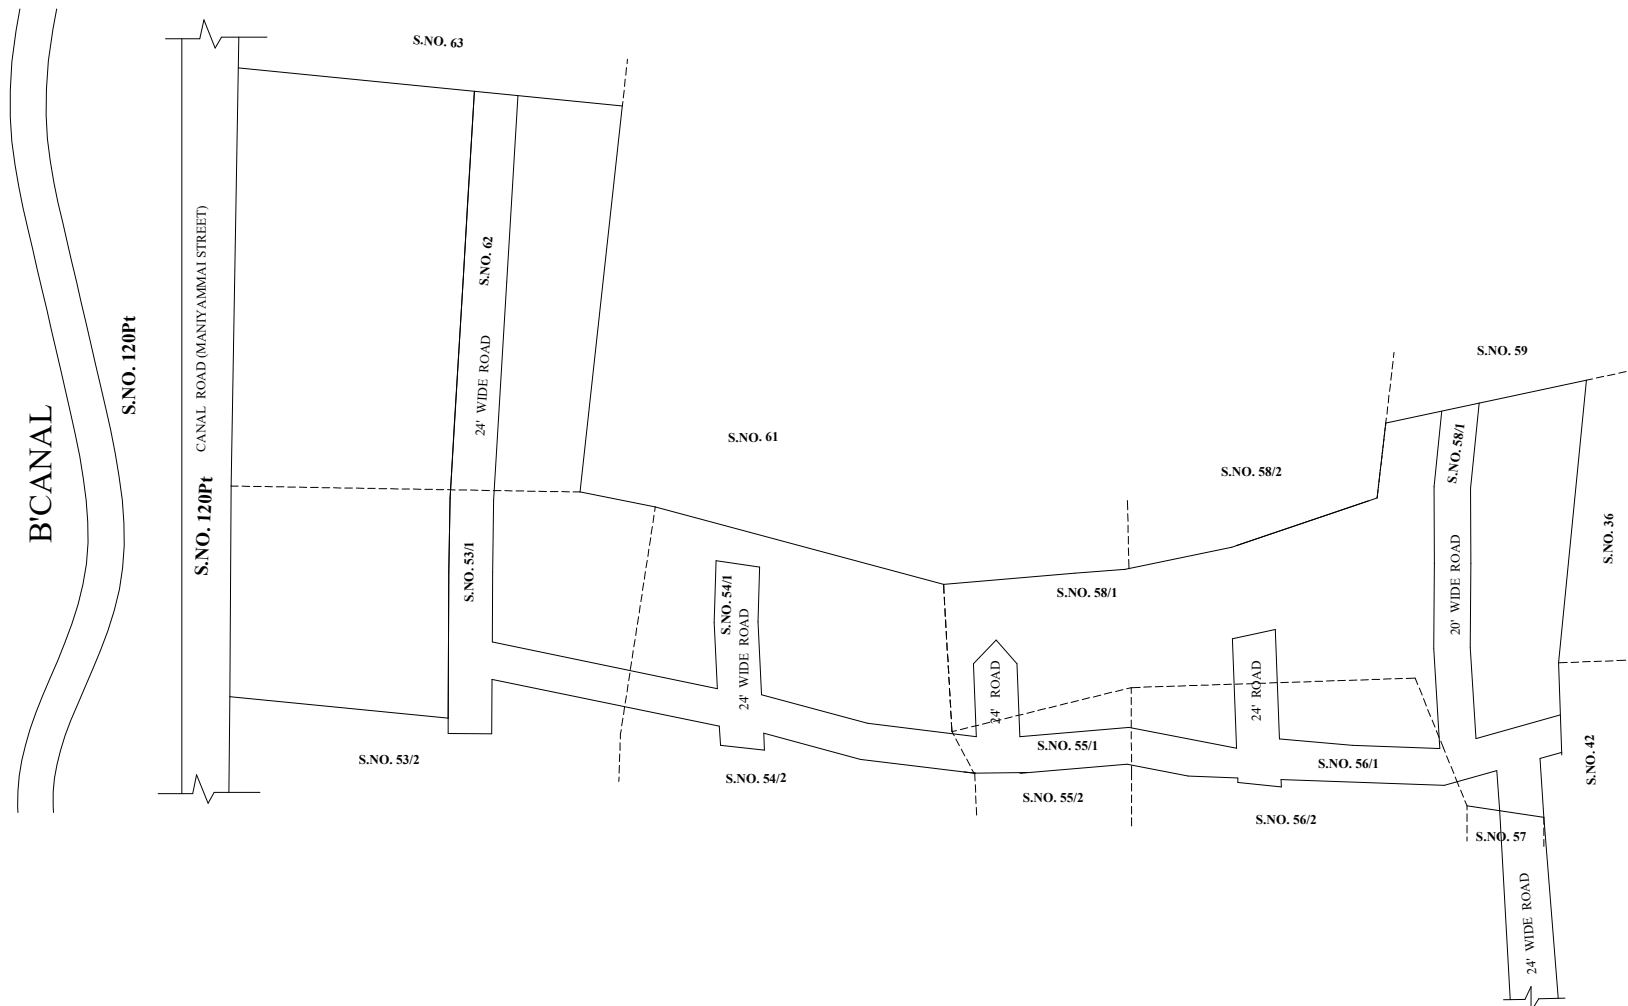 S.NO. 63
B'CANAL
S.NO. 120Pt
CANAL ROAD (MANIYAMMAI STREET)
S.NO. 120Pt
S.NO. 62
24' WIDE ROAD
S.NO. 53/1
S.NO. 53/2
S.NO. 61
S.NO. 54/1
24' WIDE ROAD
S.NO. 54/2
S.NO. 58/2
S.NO. 58/1
24' ROAD
S.NO. 55/1
S.NO. 55/2
24' ROAD
S.NO. 56/1
S.NO. 56/2
S.NO. 59
S.NO. 58/1
20' WIDE ROAD
S.NO. 36
S.NO. 42
S.NO. 57
24' WIDE ROAD